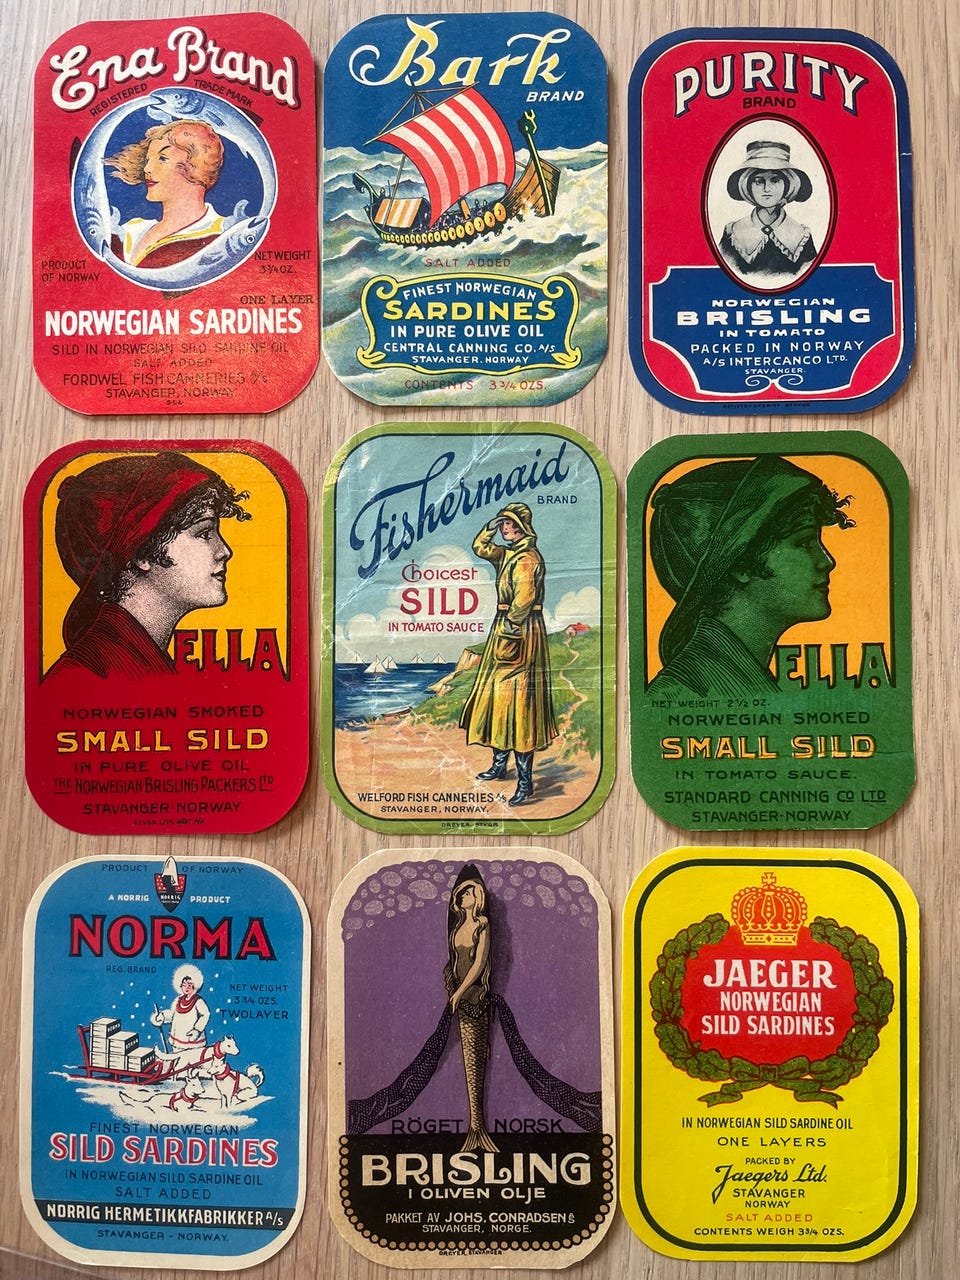 Ena Brand
REGISTERED TRADE MARK
PRODUCT
OF NORWAY
NET WEIGHT
3¾ OZ.
ONE LAYER
NORWEGIAN SARDINES
SILD IN NORWEGIAN SILD SARDINE OIL
SALT ADDED
FORDWEL FISH CANNERIES A/S
STAVANGER, NORWAY
Bark
BRAND
SALT ADDED
FINEST NORWEGIAN
SARDINES
IN PURE OLIVE OIL
CENTRAL CANNING CO. A/S
STAVANGER. NORWAY
CONTENTS 3¾ OZS.
PURITY
BRAND
NORWEGIAN
BRISLING
IN TOMATO
PACKED IN NORWAY
A/S INTERCANCO LTD.
STAVANGER.
ELLA
NORWEGIAN SMOKED
SMALL SILD
IN PURE OLIVE OIL
THE NORWEGIAN BRISLING PACKERS LTD
STAVANGER-NORWAY
Fishermaid
BRAND
Choicest
SILD
IN TOMATO SAUCE
WELFORD FISH CANNERIES A/S
STAVANGER, NORWAY.
DREYER, STVGR
ELLA
NET WEIGHT 2½ OZ.
NORWEGIAN SMOKED
SMALL SILD
IN TOMATO SAUCE.
STANDARD CANNING CO LTD
STAVANGER-NORWAY
PRODUCT OF NORWAY
A NORRIG NORRIG PRODUCT
NORMA
REG. BRAND
NET WEIGHT
3¾ OZS.
TWOLAYER
FINEST NORWEGIAN
SILD SARDINES
IN NORWEGIAN SILD SARDINE OIL
SALT ADDED
NORRIG HERMETIKKFABRIKKER A/S
STAVANGER - NORWAY.
RÖGET NORSK
BRISLING
I OLIVEN OLJE
PAKKET AV JOHS. CONRADSEN
STAVANGER, NORGE.
DREYER, STAVANGER
JAEGER
NORWEGIAN
SILD SARDINES
IN NORWEGIAN SILD SARDINE OIL
ONE LAYERS
PACKED BY
Jaegers Ltd.
STAVANGER
NORWAY
SALT ADDED
CONTENTS WEIGH 3¾ OZS.